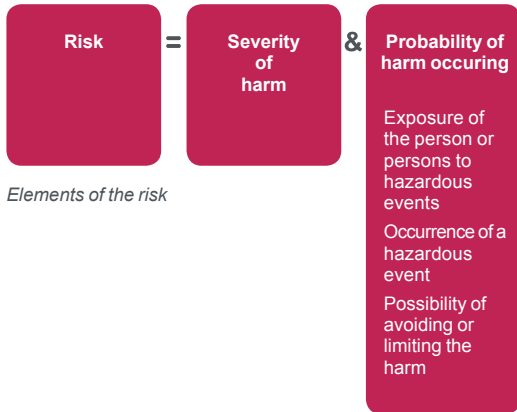 Risk
=
Severity
of
harm
&
Probability of
harm occuring
Exposure of
the person or
persons to
hazardous
events
Occurrence of a
hazardous
event
Possibility of
avoiding or
limiting the
harm
Elements of the risk